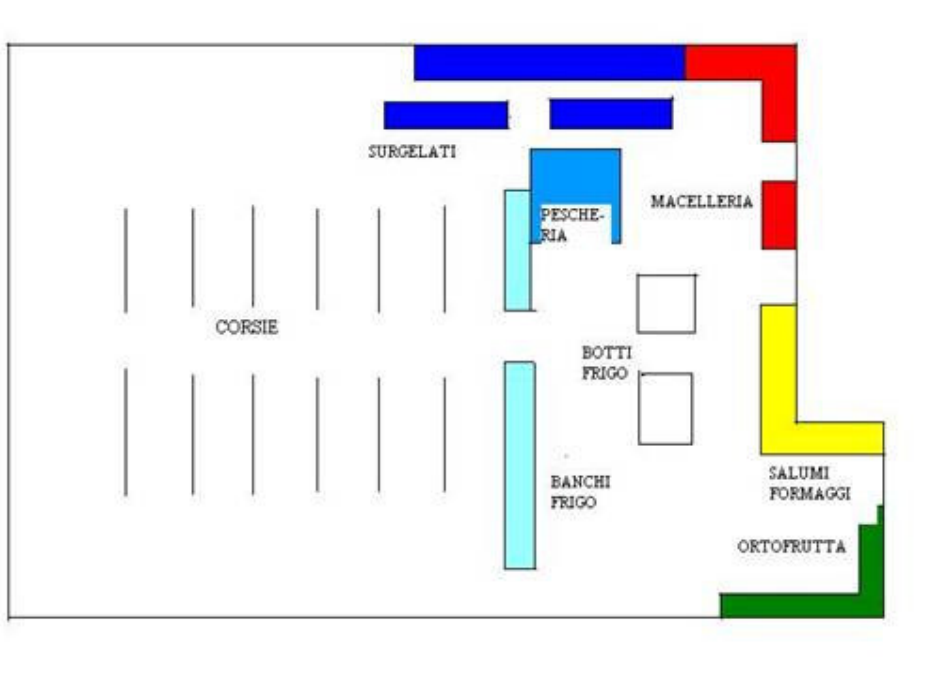 SURGELATI
PESCHE-
RIA
MACELLERIA
CORSIE
BOTTI
FRIGO
BANCHI
FRIGO
SALUMI
FORMAGGI
ORTOFRUTTA